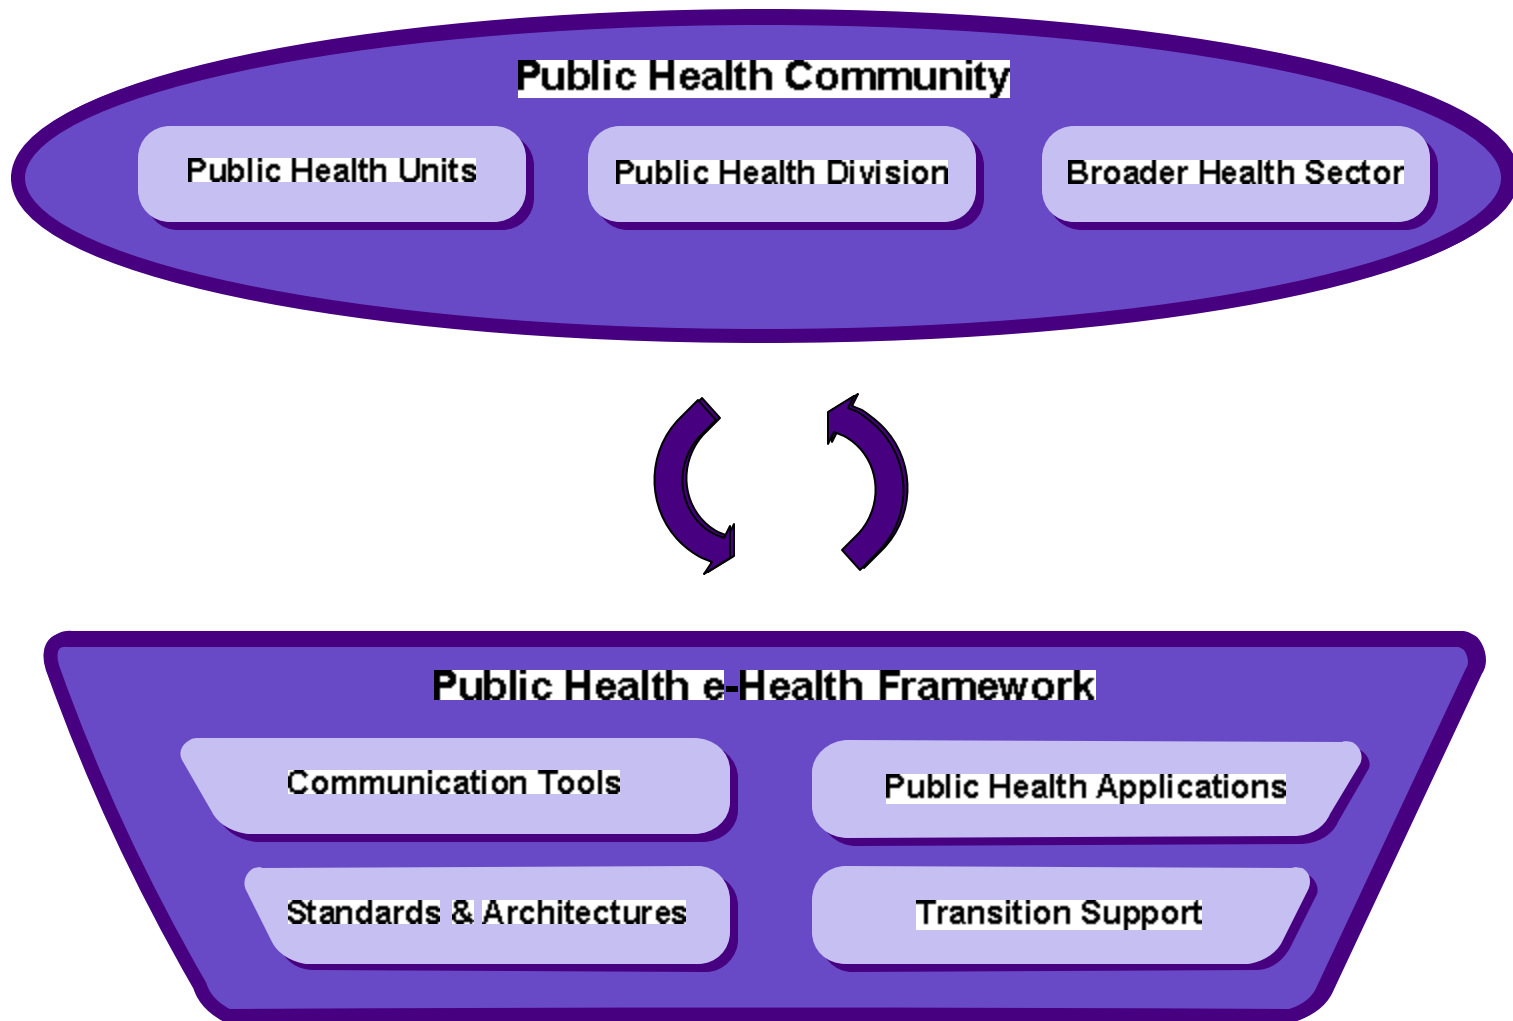 Public Health Community
Public Health Units
Public Health Division
Broader Health Sector
Public Health e-Health Framework
Communication Tools
Public Health Applications
Standards & Architectures
Transition Support